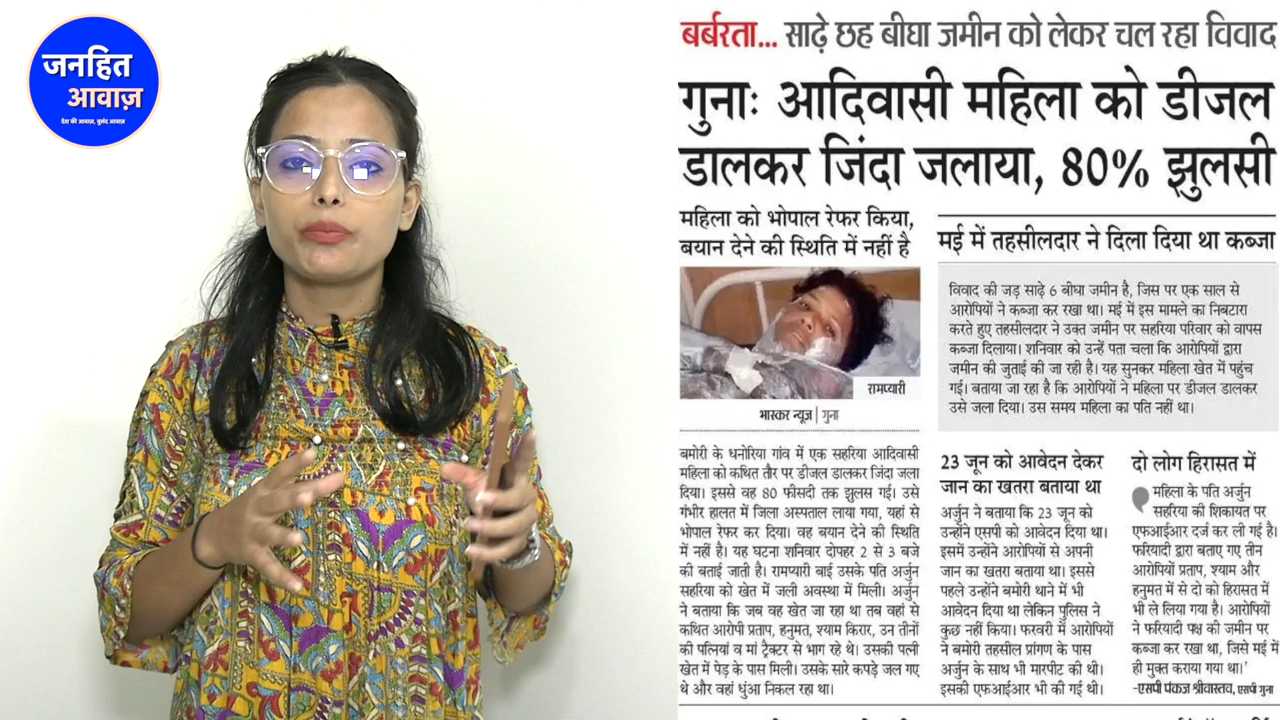 जनहित
आवाज़
देश की आवाज़, बुलंद आवाज़
बर्बरता... साढ़े छह बीघा जमीन को लेकर चल रहा विवाद
गुनाः आदिवासी महिला को डीजल
डालकर जिंदा जलाया, 80% झुलसी
महिला को भोपाल रेफर किया,
बयान देने की स्थिति में नहीं है
रामप्यारी
भास्कर न्यूज | गुना
बमोरी के धनोरिया गांव में एक सहरिया आदिवासी
महिला को कथित तौर पर डीजल डालकर जिंदा जला
दिया। इससे वह 80 फीसदी तक झुलस गई। उसे
गंभीर हालत में जिला अस्पताल लाया गया, यहां से
भोपाल रेफर कर दिया। वह बयान देने की स्थिति
में नहीं है। यह घटना शनिवार दोपहर 2 से 3 बजे
की बताई जाती है। रामप्यारी बाई उसके पति अर्जुन
सहरिया को खेत में जली अवस्था में मिली। अर्जुन
ने बताया कि जब वह खेत जा रहा था तब वहां से
कथित आरोपी प्रताप, हनुमत, श्याम किरार, उन तीनों
की पत्नियां व मां ट्रैक्टर से भाग रहे थे। उसकी पत्नी
खेत में पेड़ के पास मिली। उसके सारे कपड़े जल गए
थे और वहां धुंआ निकल रहा था।
मई में तहसीलदार ने दिला दिया था कब्जा
विवाद की जड़ साढ़े 6 बीघा जमीन है, जिस पर एक साल से
आरोपियों ने कब्जा कर रखा था। मई में इस मामले का निबटारा
करते हुए तहसीलदार ने उक्त जमीन पर सहरिया परिवार को वापस
कब्जा दिलाया। शनिवार को उन्हें पता चला कि आरोपियों द्वारा
जमीन की जुताई की जा रही है। यह सुनकर महिला खेत में पहुंच
गई। बताया जा रहा है कि आरोपियों ने महिला पर डीजल डालकर
उसे जला दिया। उस समय महिला का पति नहीं था।
23 जून को आवेदन देकर
जान का खतरा बताया था
अर्जुन ने बताया कि 23 जून को
उन्होंने एसपी को आवेदन दिया था।
इसमें उन्होंने आरोपियों से अपनी
जान का खतरा बताया था। इससे
पहले उन्होंने बमोरी थाने में भी
आवेदन दिया था लेकिन पुलिस ने
कुछ नहीं किया। फरवरी में आरोपियों
ने बमोरी तहसील प्रांगण के पास
अर्जुन के साथ भी मारपीट की थी।
इसकी एफआईआर भी की गई थी।
दो लोग हिरासत में
महिला के पति अर्जुन
सहरिया की शिकायत पर
एफआईआर दर्ज कर ली गई है।
फरियादी द्वारा बताए गए तीन
आरोपियों प्रताप, श्याम और
हनुमत में से दो को हिरासत में
भी ले लिया गया है। आरोपियों
ने फरियादी पक्ष की जमीन पर
कब्जा कर रखा था, जिसे मई में
ही मुक्त कराया गया था।'
-एसपी पंकज श्रीवास्तव, एसपी गुना